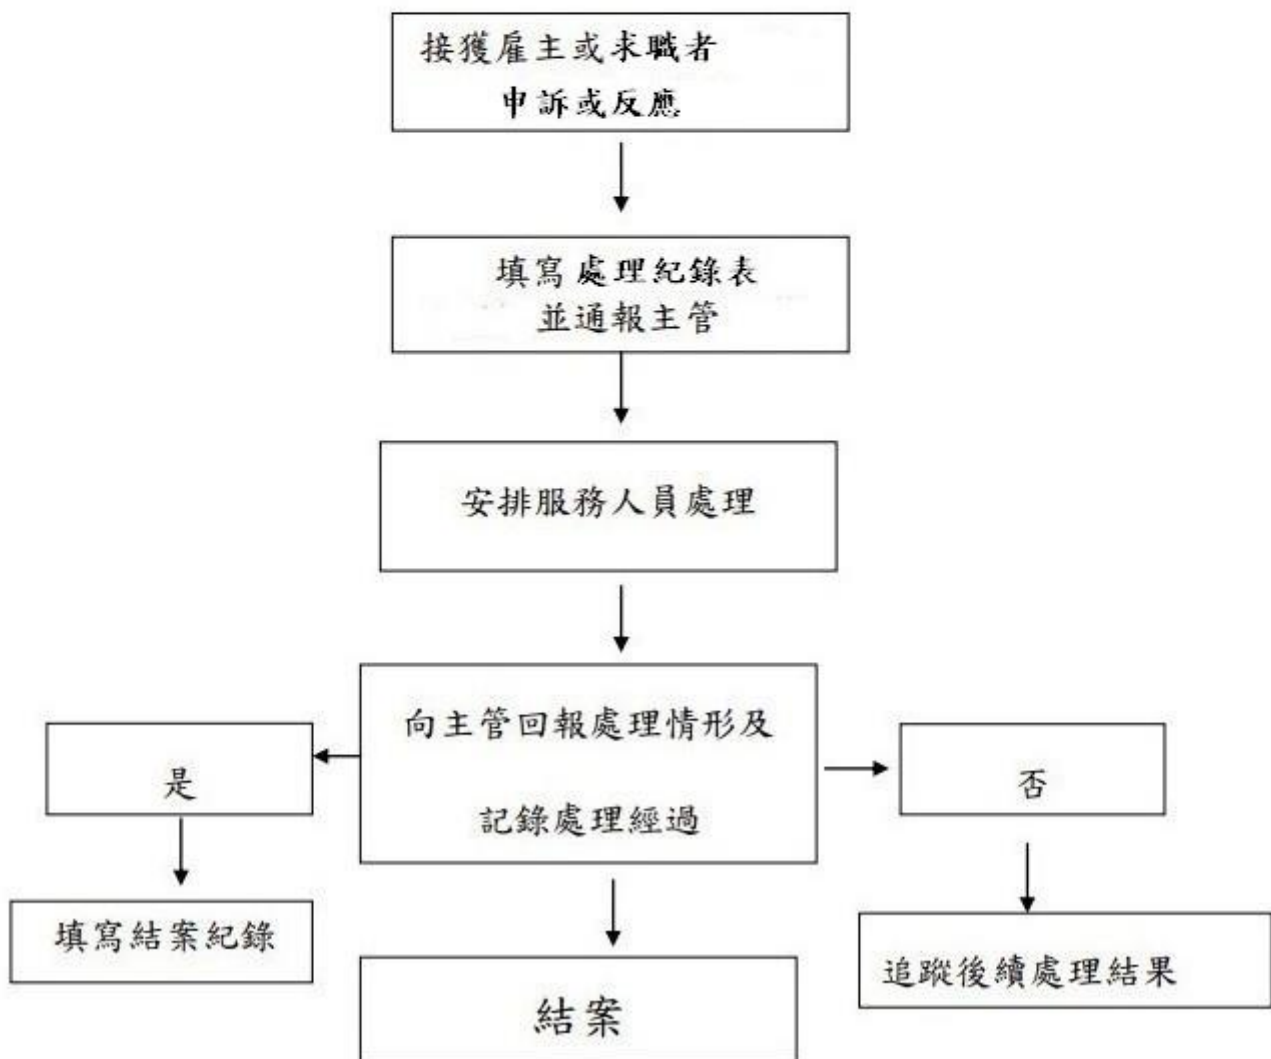 接獲雇主或求職者
申訴或反應
填寫處理紀錄表
並通報主管
安排服務人員處理
向主管回報處理情形及
記錄處理經過
是
否
填寫結案紀錄
追蹤後續處理結果
結案